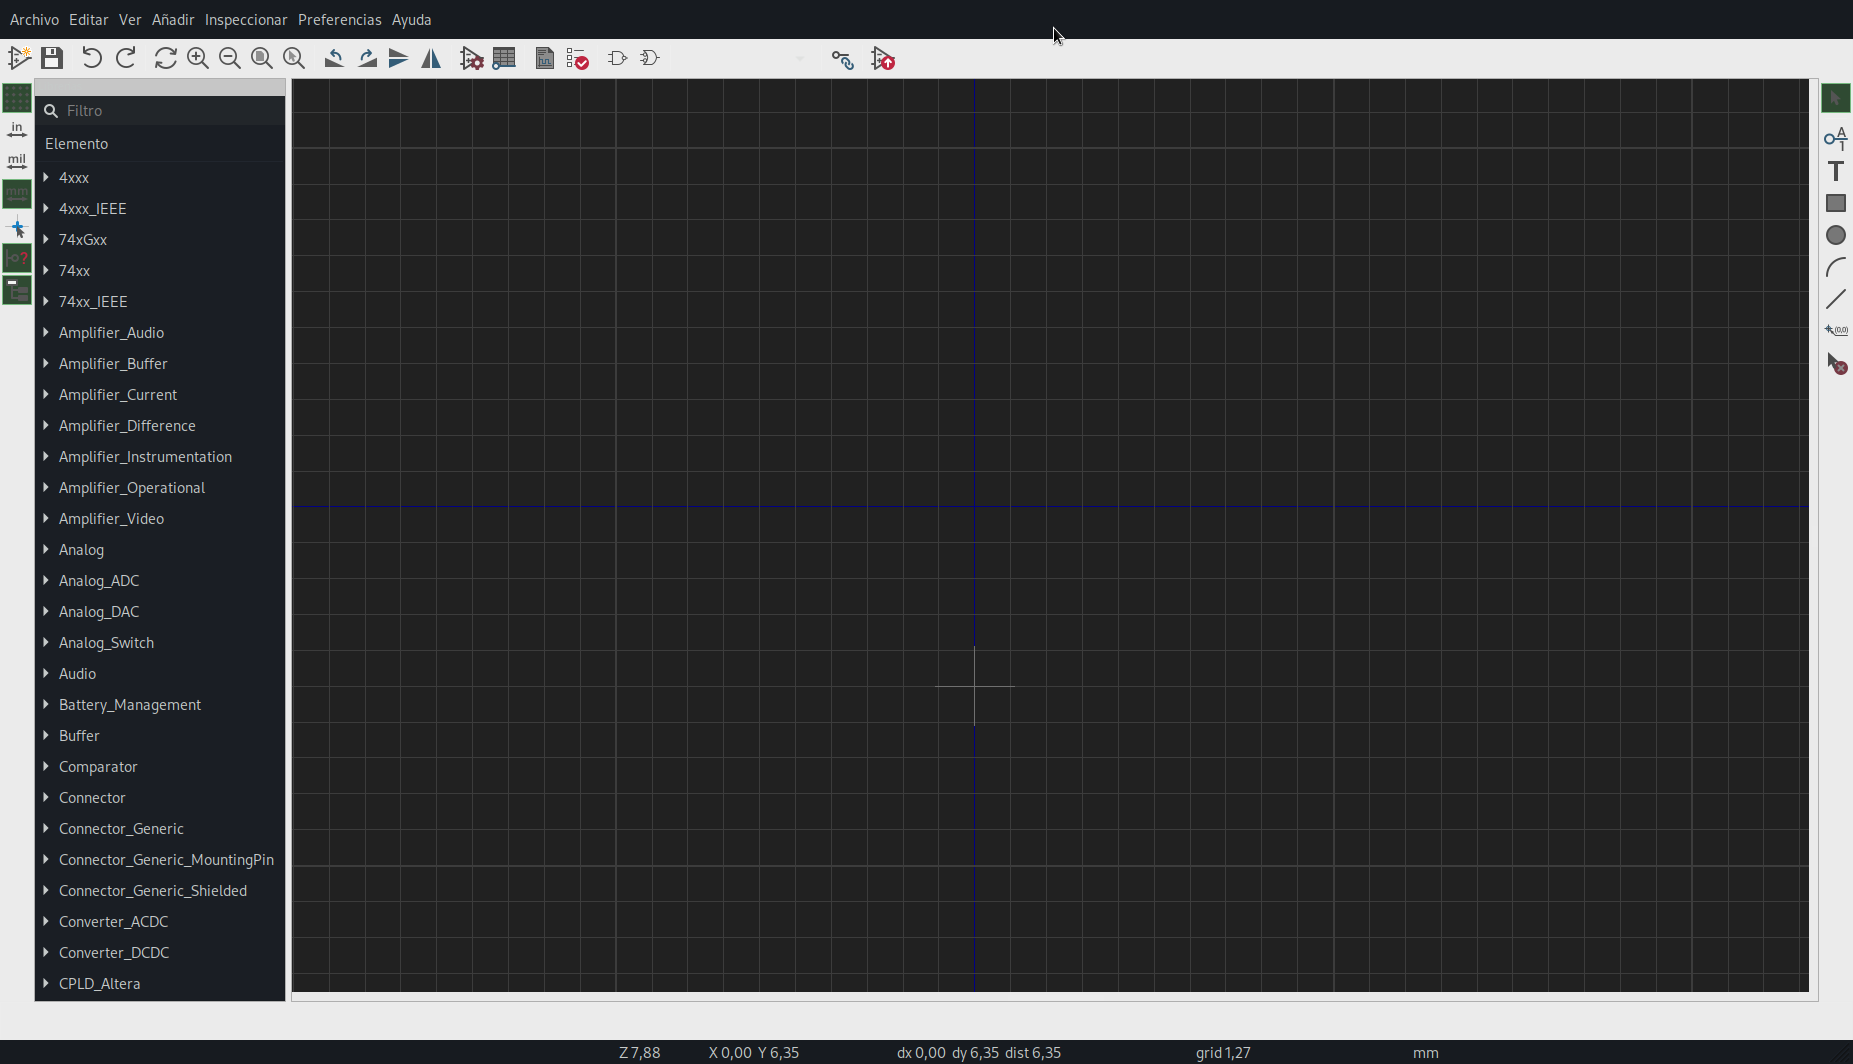 Archivo Editar Ver Añadir Inspeccionar Preferencias Ayuda
in
mil
mm
Filtro
Elemento
4xxx
4xxx_IEEE
74xGxx
74xx
74xx_IEEE
Amplifier_Audio
Amplifier_Buffer
Amplifier_Current
Amplifier_Difference
Amplifier_Instrumentation
Amplifier_Operational
Amplifier_Video
Analog
Analog_ADC
Analog_DAC
Analog_Switch
Audio
Battery_Management
Buffer
Comparator
Connector
Connector_Generic
Connector_Generic_MountingPin
Connector_Generic_Shielded
Converter_ACDC
Converter_DCDC
CPLD_Altera
A
1
T
(0,0)
Z 7,88 X 0,00 Y 6,35 dx 0,00 dy 6,35 dist 6,35 grid 1,27 mm